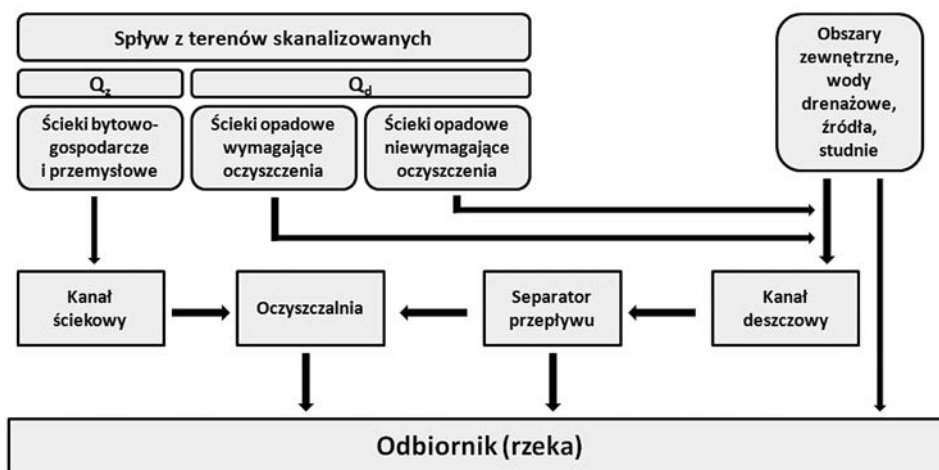 Spływ z terenów skanalizowanych
Qz
Qd
Ścieki bytowo-
gospodarcze
i przemysłowe
Ścieki opadowe
wymagające
oczyszczenia
Ścieki opadowe
niewymagające
oczyszczenia
Obszary
zewnętrzne,
wody
drenażowe,
źródła,
studnie
Kanał
ściekowy
Oczyszczalnia
Separator
przepływu
Kanał
deszczowy
Odbiornik (rzeka)